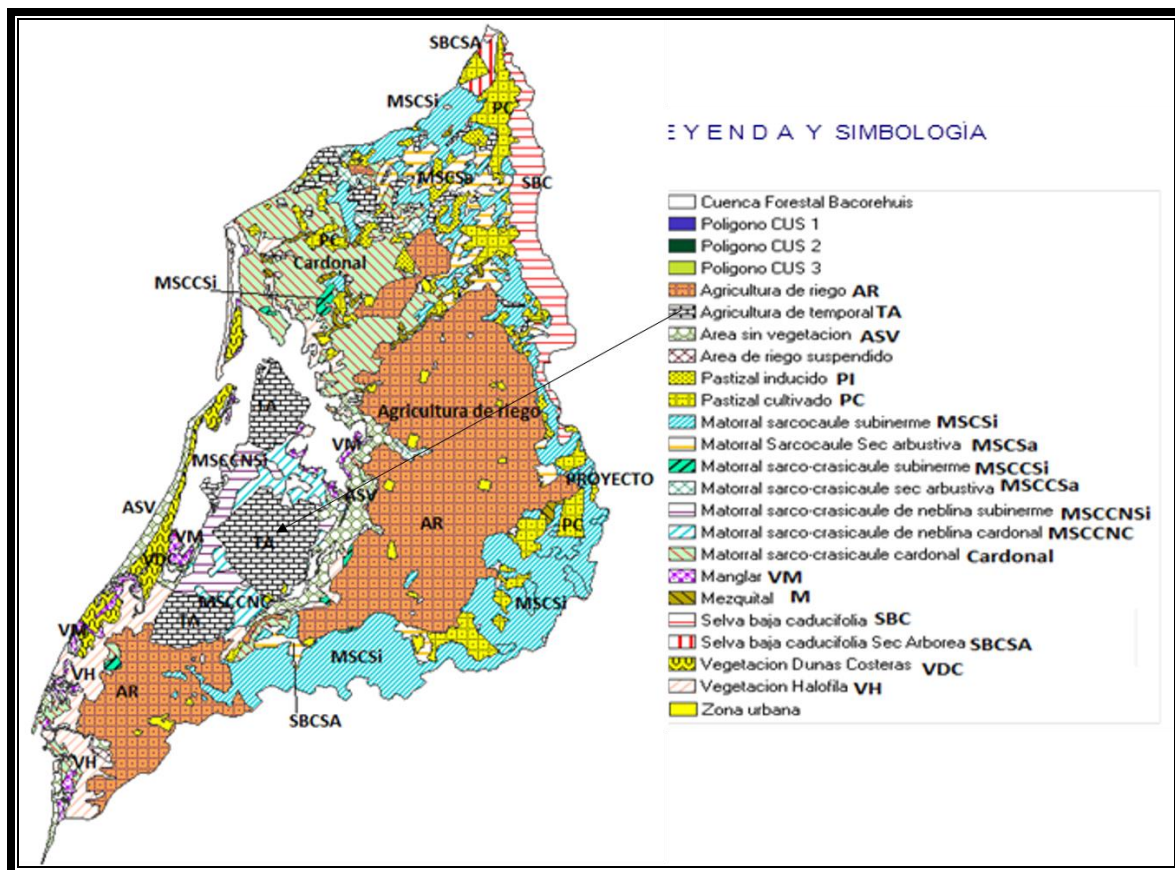 SBCSA
MSCSi
PC
MSCSa
SBC
PC
Cardonal
MSCCSi
Agricultura de riego
TA
VM
MSCCNSi
ASV
ASV
PROYECTO
AR
PC
VM
TA
VDC
MSCSi
MSCCNC
TA
VM
MSCSi
VH
AR
SBCSA
VH
EYENDA Y SIMBOLOGÌA
Cuenca Forestal Bacorehuis
Poligono CUS 1
Poligono CUS 2
Poligono CUS 3
Agricultura de riego AR
Agricultura de temporal TA
Area sin vegetacion ASV
Area de riego suspendido
Pastizal inducido PI
Pastizal cultivado PC
Matorral sarcocaule subinerme MSCSi
Matorral Sarcocaule Sec arbustiva MSCSa
Matorral sarco-crasicaule subinerme MSCCSi
Matorral sarco-crasicaule sec arbustiva MSCCSa
Matorral sarco-crasicaule de neblina subinerme MSCCNSi
Matorral sarco-crasicaule de neblina cardonal MSCCNC
Matorral sarco-crasicaule cardonal Cardonal
Manglar VM
Mezquital M
Selva baja caducifolia SBC
Selva baja caducifolia Sec Arborea SBCSA
Vegetacion Dunas Costeras VDC
Vegetacion Halofila VH
Zona urbana